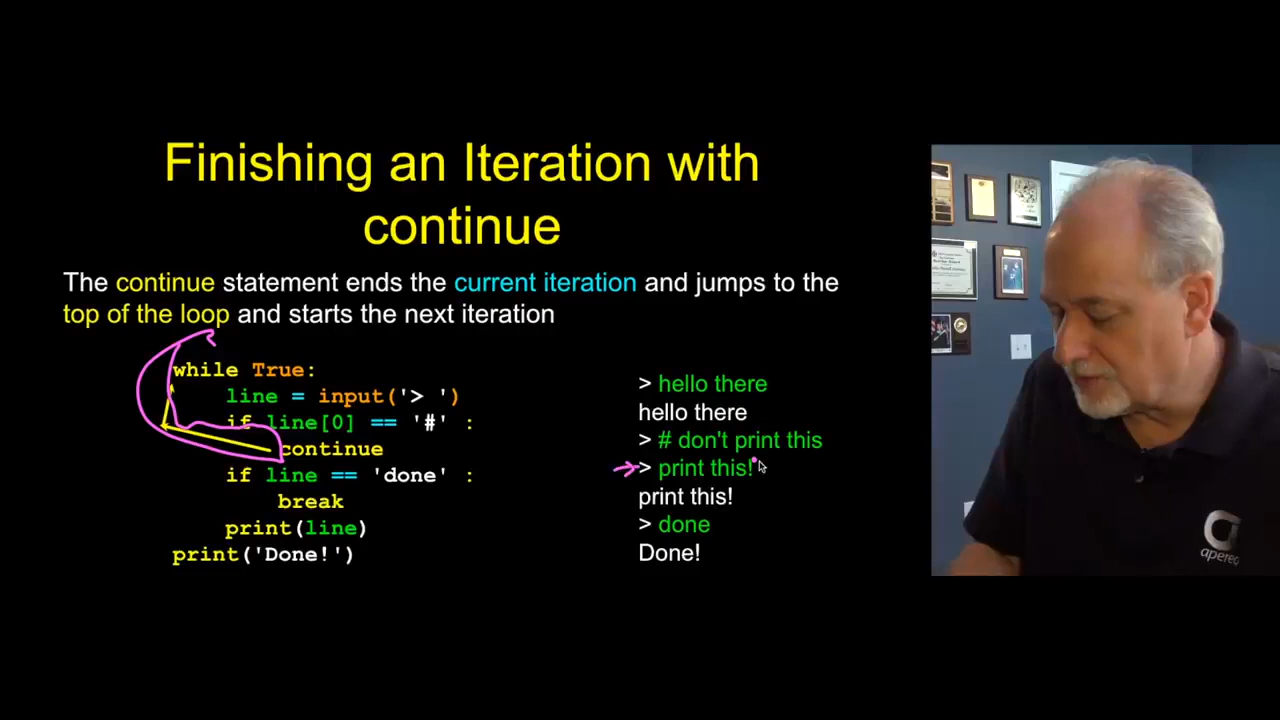 Finishing an Iteration with
continue
The continue statement ends the current iteration and jumps to the
top of the loop and starts the next iteration
while True:
    line = input('> ')
    if line[0] == '#' :
        continue
    if line == 'done' :
        break
    print(line)
print('Done!')
> hello there
hello there
> # don't print this
> print this!
print this!
> done
Done!